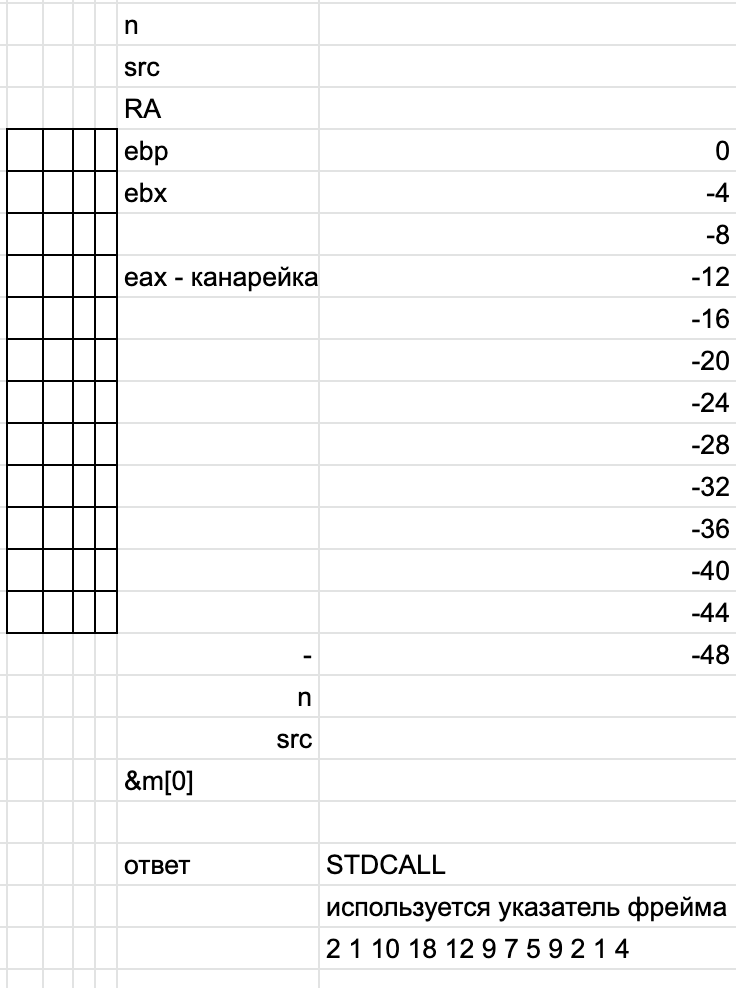 n
src
RA
ebp 0
ebx -4
-8
eax - канарейка -12
-16
-20
-24
-28
-32
-36
-40
-44
- -48
n
src
&m[0]
ответ STDCALL
используется указатель фрейма
2 1 10 18 12 9 7 5 9 2 1 4